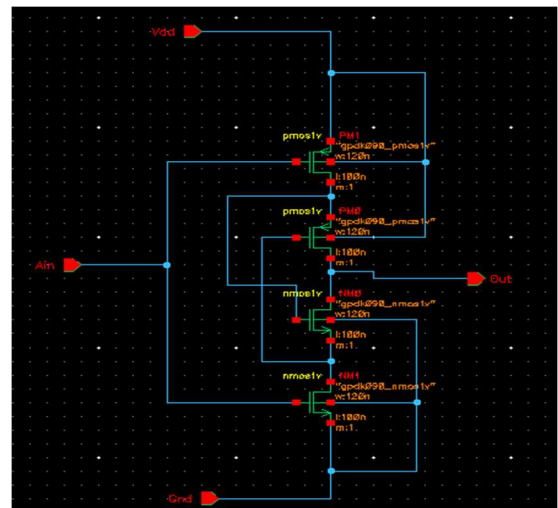 Vdd
pmos1v PM1
"gpdk090_pmos1v"
w:120n
l:100n
m:1
pmos1v PM0
"gpdk090_pmos1v"
w:120n
l:100n
m:1
Ain
Out
nmos1v NM0
"gpdk090_nmos1v"
w:120n
l:100n
m:1
nmos1v NM1
"gpdk090_nmos1v"
w:120n
l:100n
m:1
Gnd